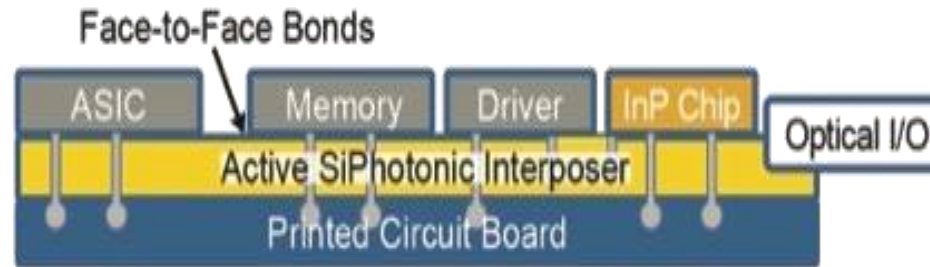 Face-to-Face Bonds
ASIC Memory Driver InP Chip
Optical I/O
Active SiPhotonic Interposer
Printed Circuit Board